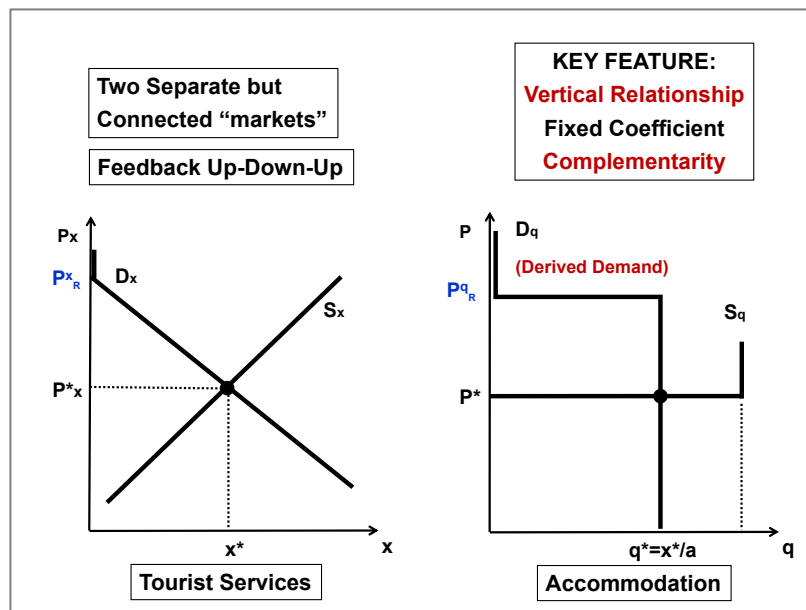 Two Separate but
Connected “markets”
Feedback Up-Down-Up
KEY FEATURE:
Vertical Relationship
Fixed Coefficient
Complementarity
Px
PxR
Dx
Sx
P*x
x*
x
Tourist Services
P
Dq
(Derived Demand)
PqR
Sq
P*
q*=x*/a
q
Accommodation